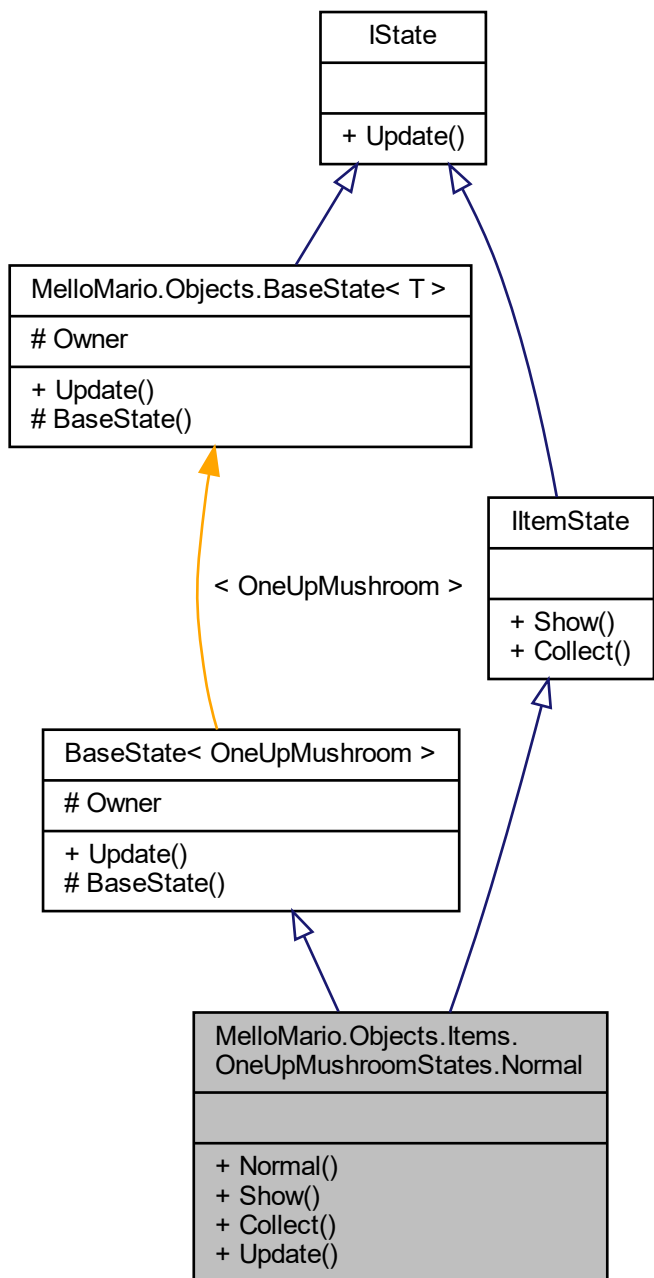 IState
+ Update()
MelloMario.Objects.BaseState< T >
# Owner
+ Update()
# BaseState()
IItemState
+ Show()
+ Collect()
< OneUpMushroom >
BaseState< OneUpMushroom >
# Owner
+ Update()
# BaseState()
MelloMario.Objects.Items.
OneUpMushroomStates.Normal
+ Normal()
+ Show()
+ Collect()
+ Update()